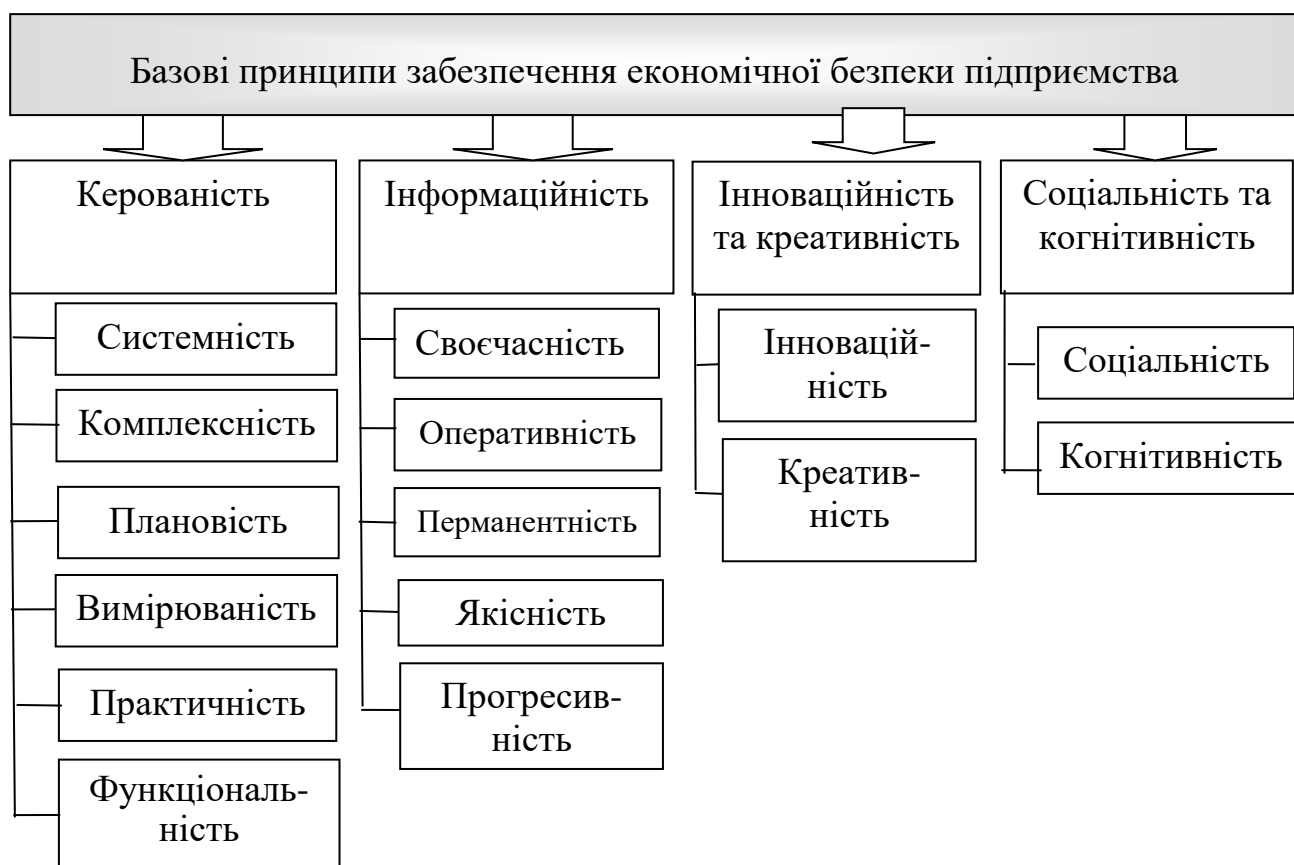 Базові принципи забезпечення економічної безпеки підприємства
Керованість
Системність
Комплексність
Плановість
Вимірюваність
Практичність
Функціональ-
ність
Інформаційність
Своєчасність
Оперативність
Перманентність
Якісність
Прогресив-
ність
Інноваційність
та креативність
Інновацій-
ність
Креатив-
ність
Соціальність та
когнітивність
Соціальність
Когнітивність